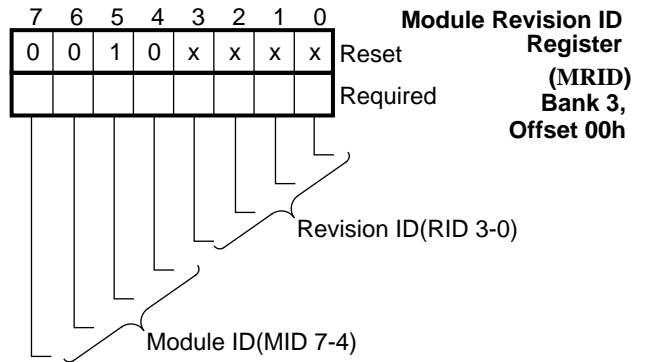 7 6 5 4 3 2 1 0
Module Revision ID
Register
(MRID)
Bank 3,
Offset 00h
0 0 1 0 x x x x Reset
Required
Revision ID(RID 3-0)
Module ID(MID 7-4)